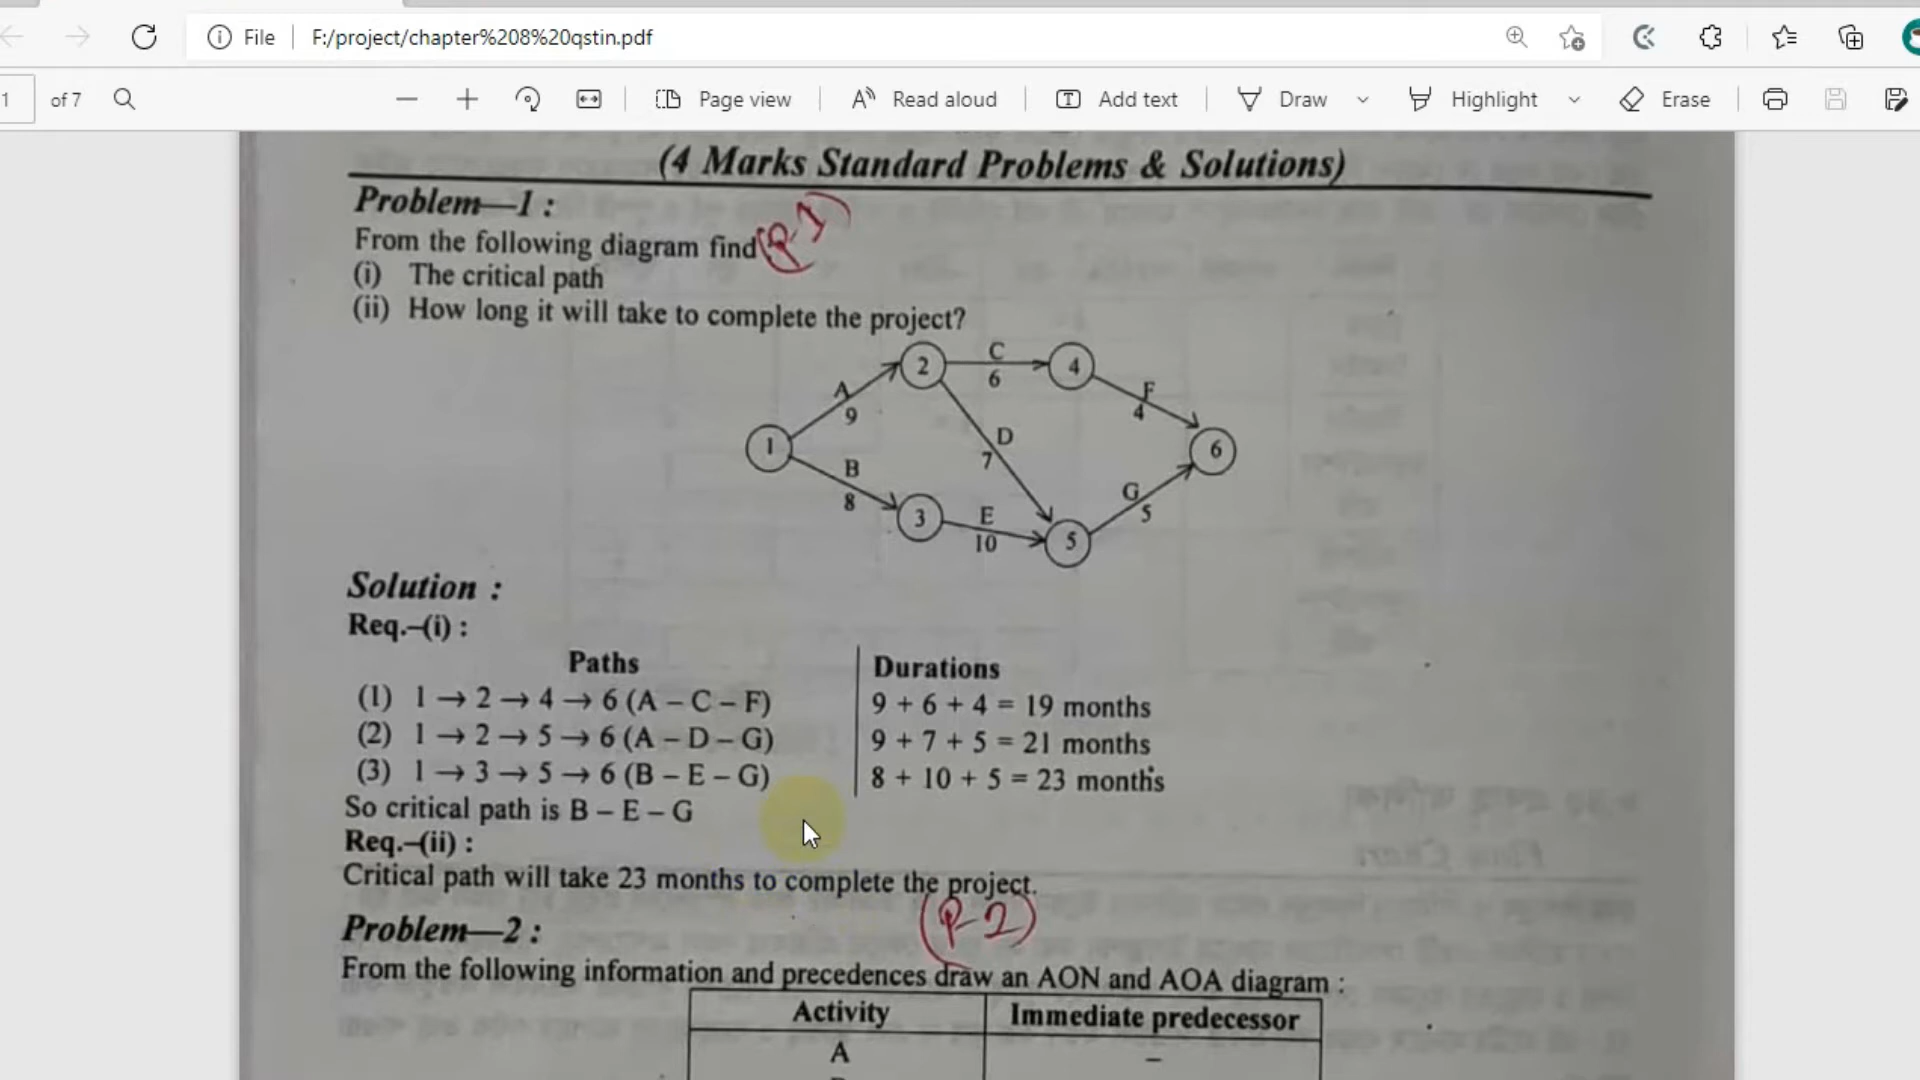 File F:/project/chapter%208%20qstin.pdf
1 of 7 Page view Read aloud Add text Draw Highlight Erase
(4 Marks Standard Problems & Solutions)
Problem—1 :
(P-1)
From the following diagram find
(i) The critical path
(ii) How long it will take to complete the project?
2 C 4
6
A F
9 4
D
1 7 6
B
8 G
3 E 5
10 5
Solution :
Req.–(i) :
Paths Durations
(1) 1 → 2 → 4 → 6 (A – C – F) 9 + 6 + 4 = 19 months
(2) 1 → 2 → 5 → 6 (A – D – G) 9 + 7 + 5 = 21 months
(3) 1 → 3 → 5 → 6 (B – E – G) 8 + 10 + 5 = 23 months
So critical path is B – E – G
Req.–(ii) :
Critical path will take 23 months to complete the project.
Problem—2 : (P-2)
From the following information and precedences draw an AON and AOA diagram :
Activity Immediate predecessor
A –